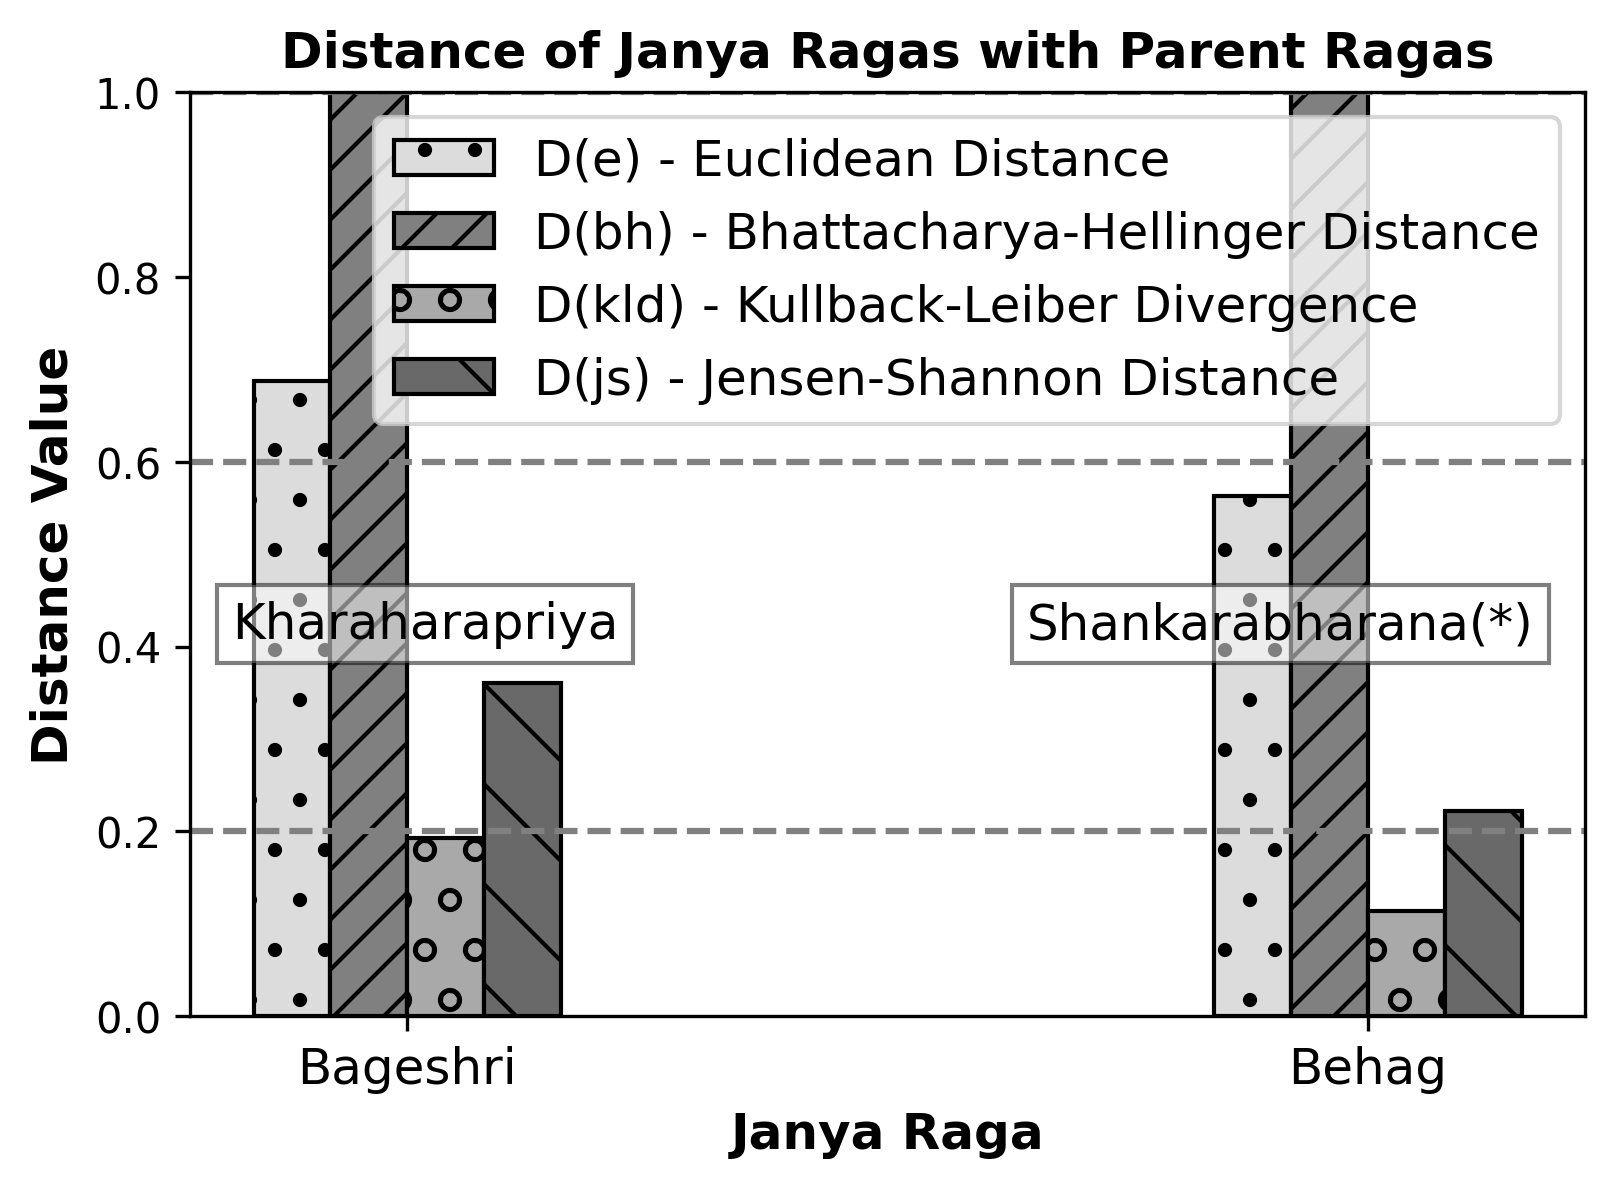 Distance of Janya Ragas with Parent Ragas
1.0
0.8
0.6
0.4
0.2
0.0
Distance Value
D(e) - Euclidean Distance
D(bh) - Bhattacharya-Hellinger Distance
D(kld) - Kullback-Leiber Divergence
D(js) - Jensen-Shannon Distance
Kharaharapriya
Shankarabharana(*)
Bageshri
Behag
Janya Raga